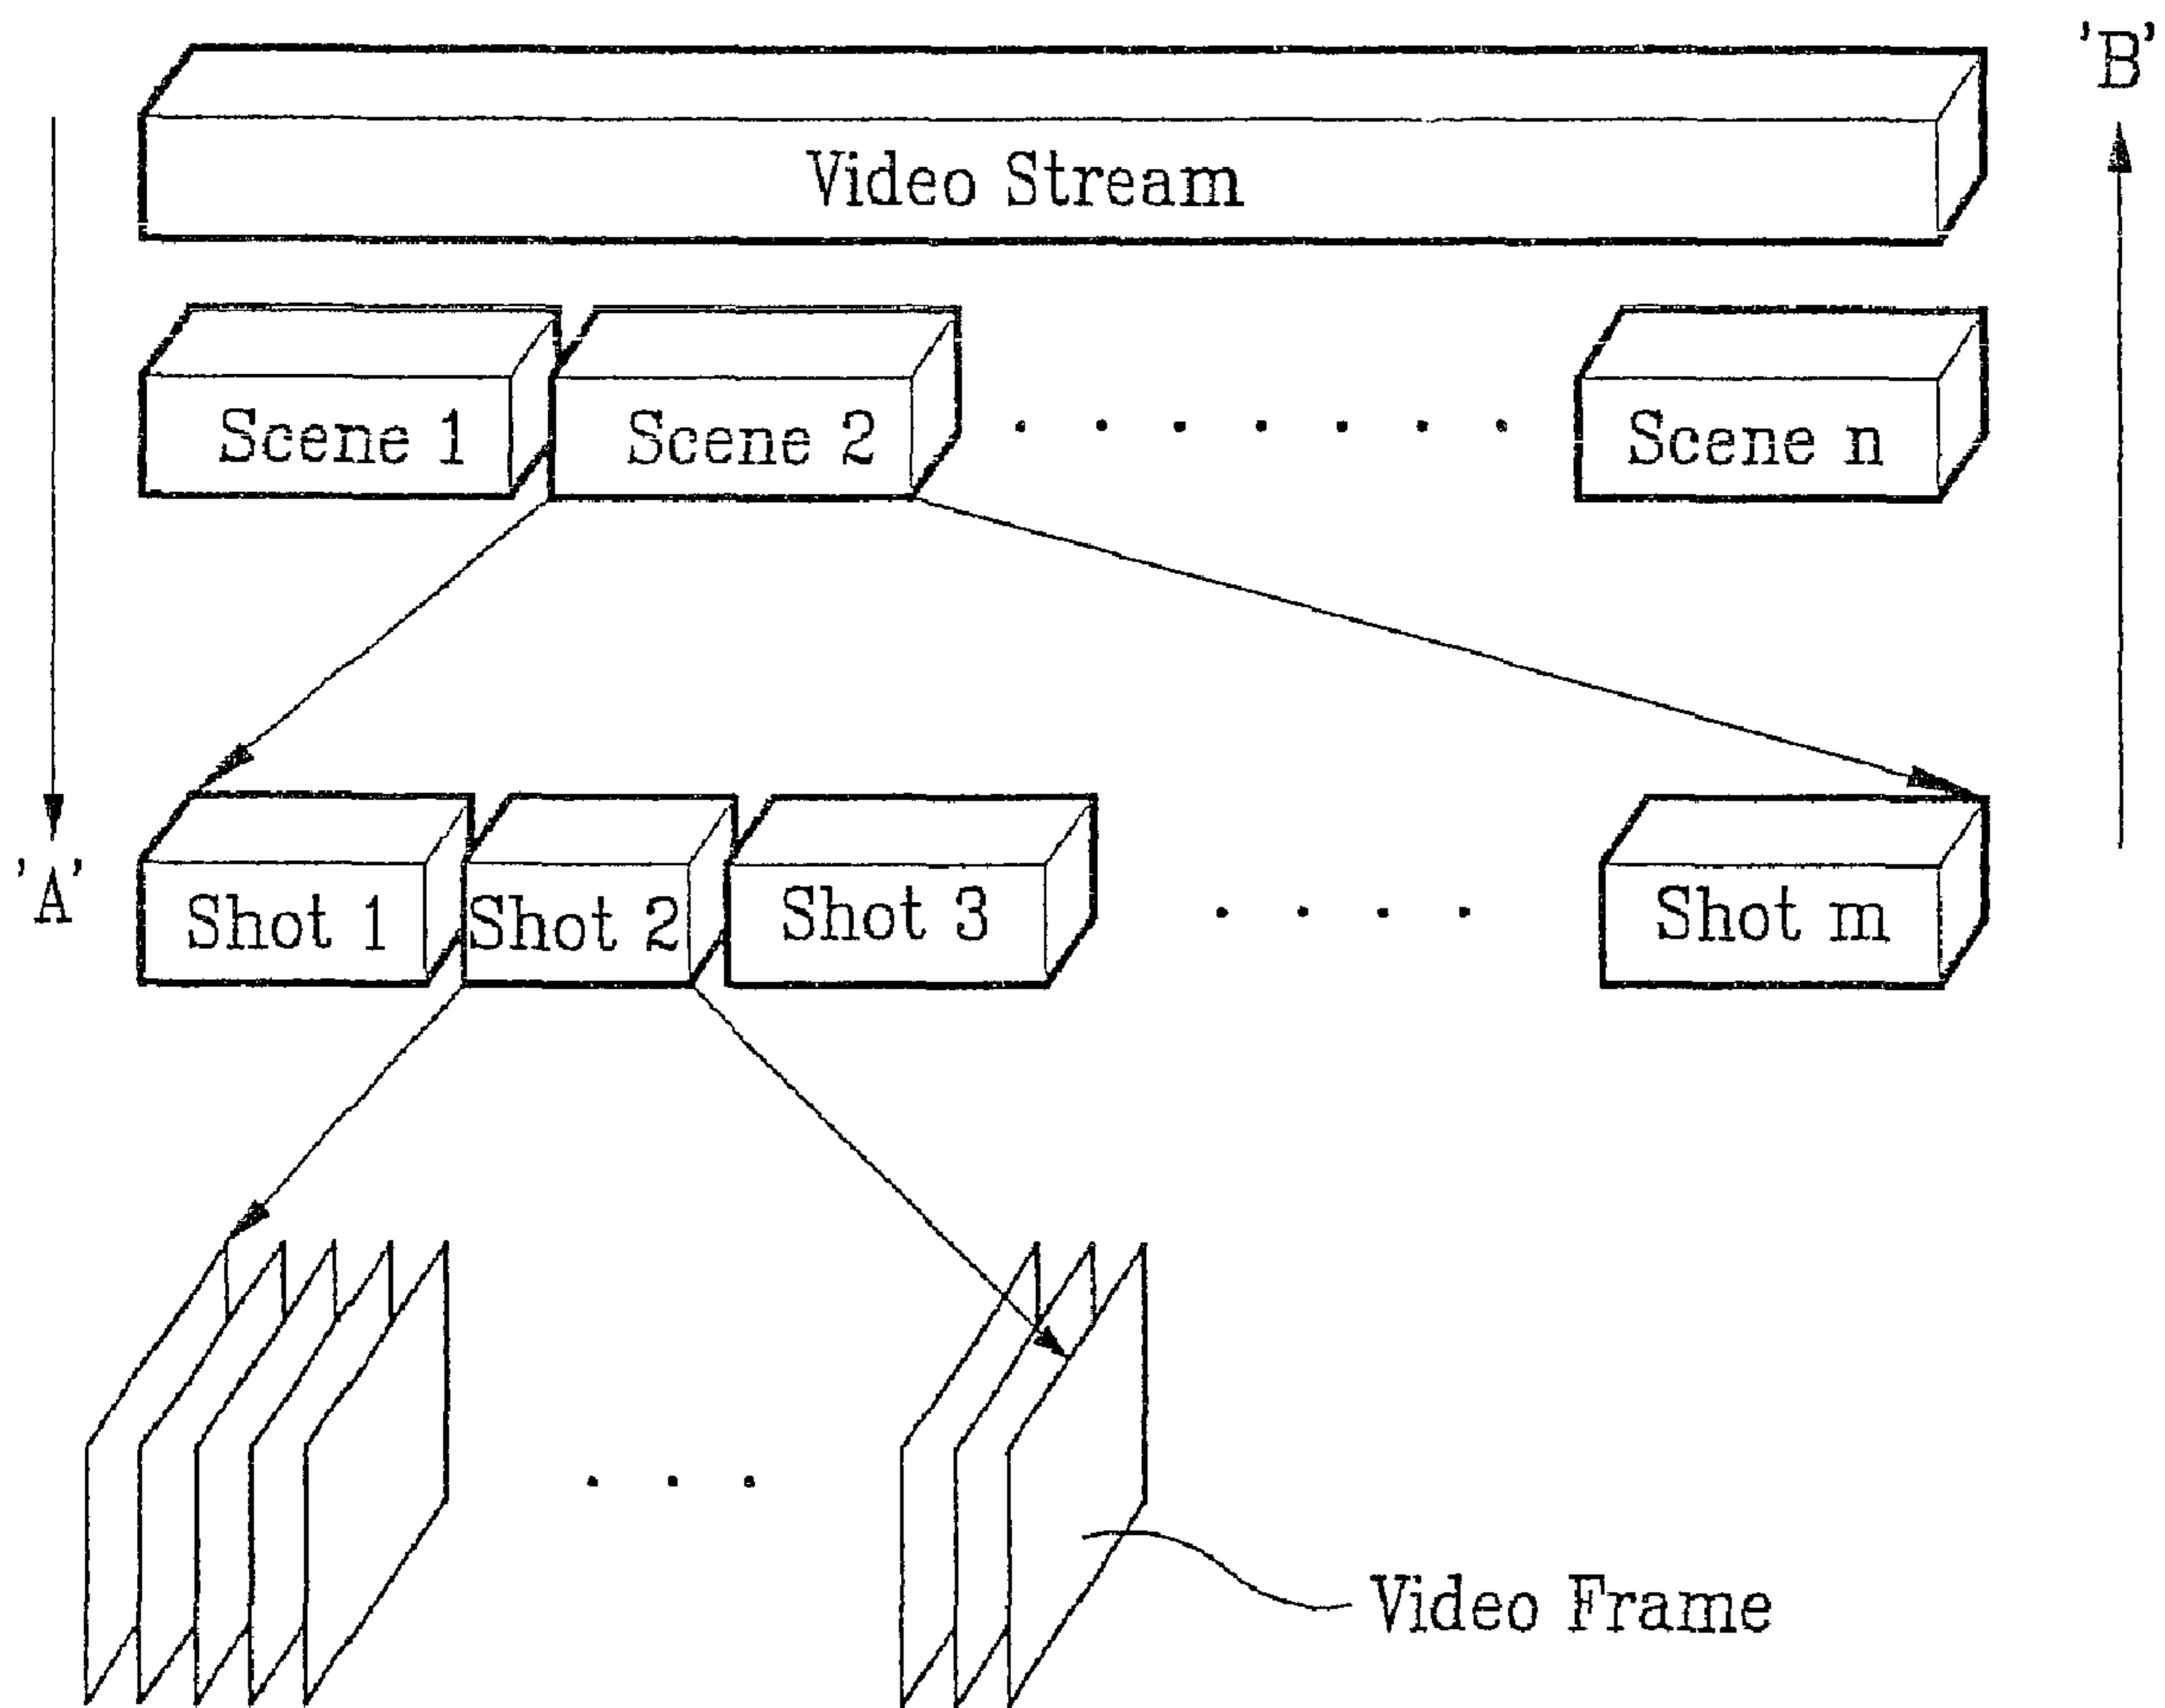 'B'
Video Stream
Scene 1 Scene 2 Scene n
'A'
Shot 1 Shot 2 Shot 3 Shot m
Video Frame